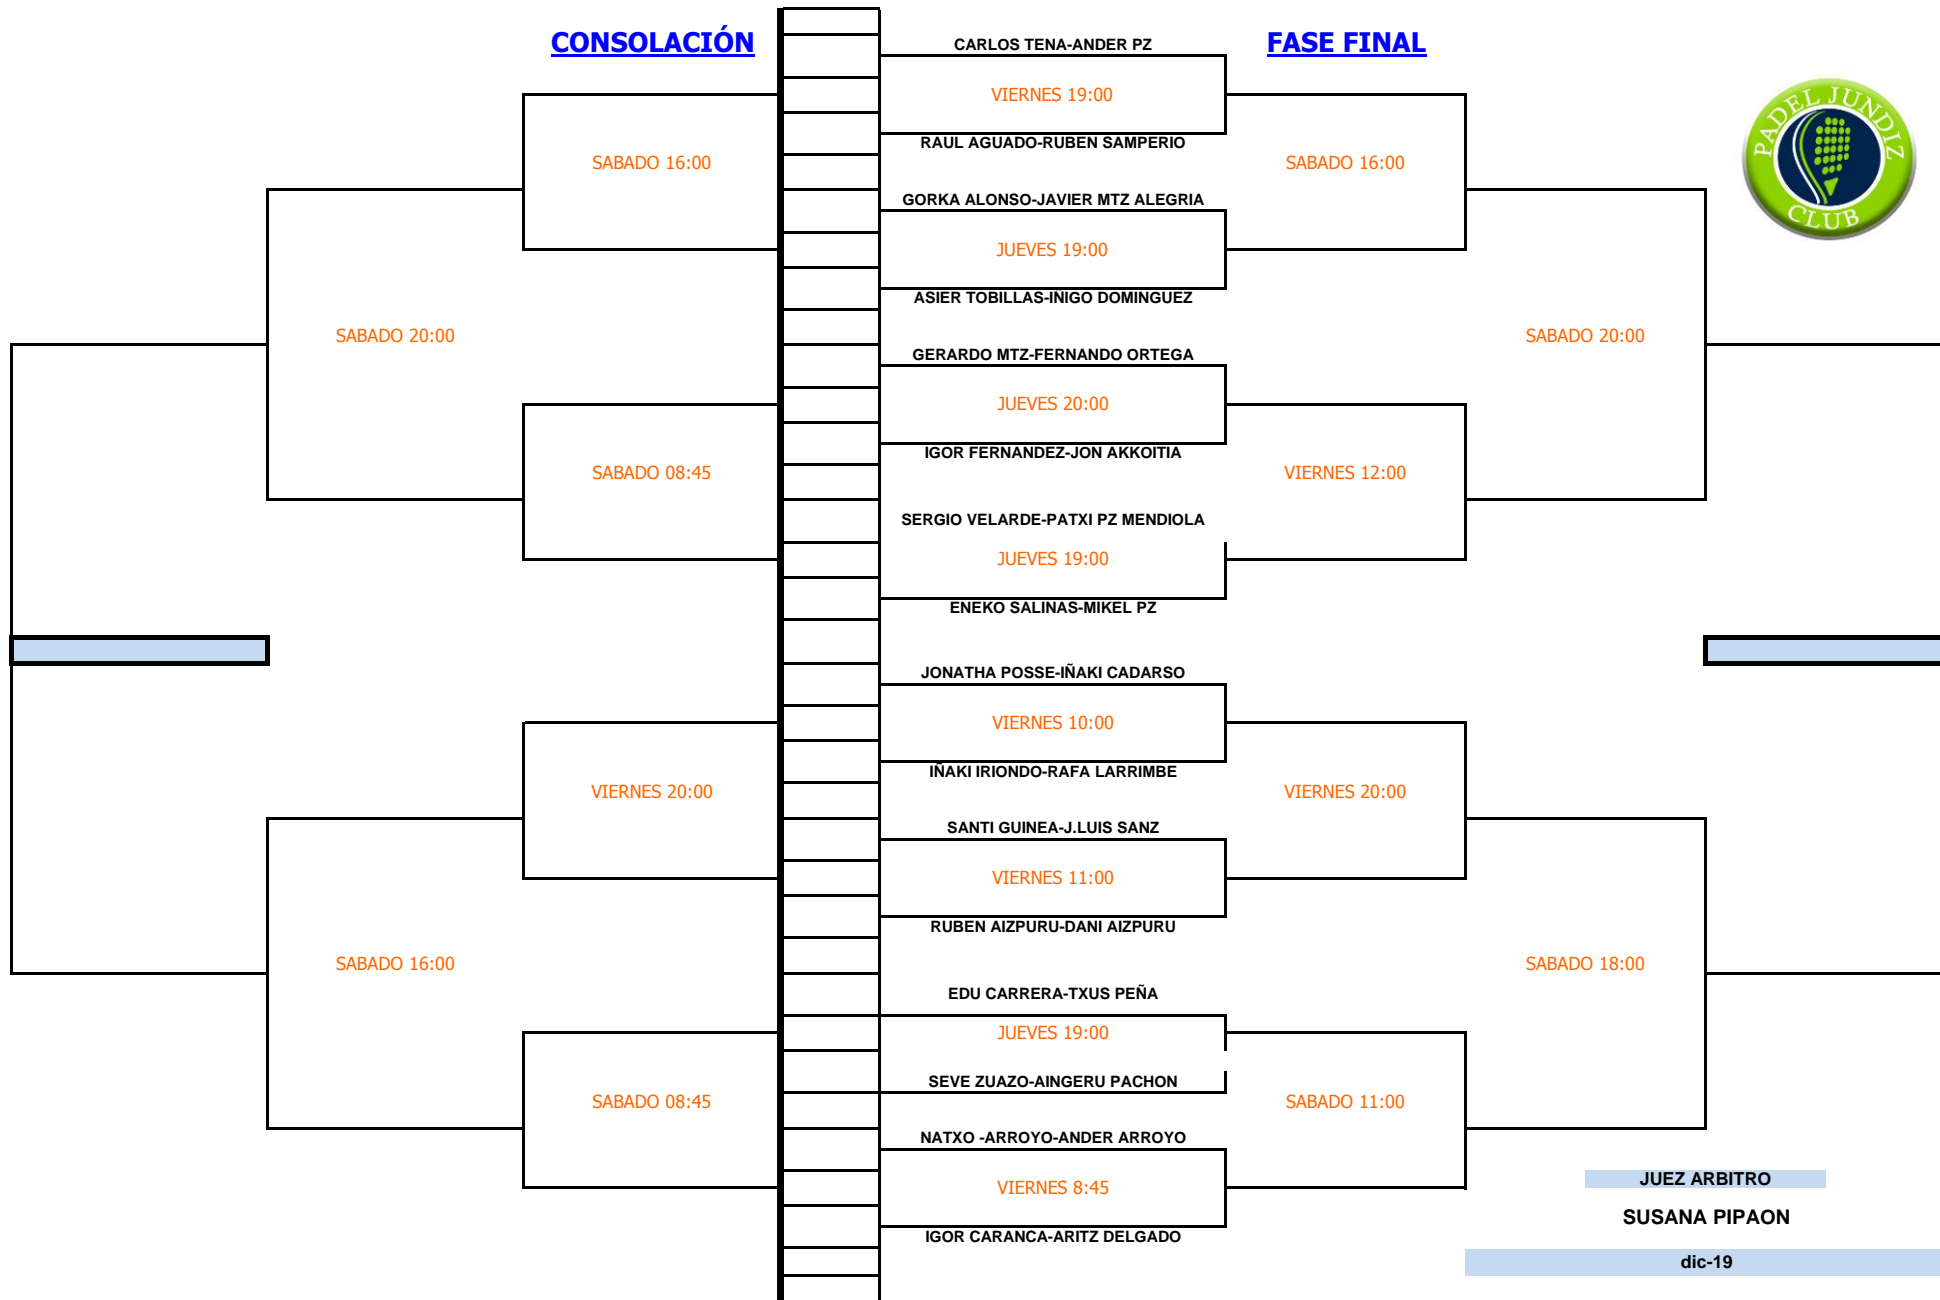 CONSOLACIÓN
FASE FINAL
CARLOS TENA-ANDER PZ
VIERNES 19:00
RAUL AGUADO-RUBEN SAMPERIO
SABADO 16:00
SABADO 16:00
PADEL JUNDIZ
CLUB
GORKA ALONSO-JAVIER MTZ ALEGRIA
JUEVES 19:00
ASIER TOBILLAS-IÑIGO DOMINGUEZ
SABADO 20:00
SABADO 20:00
GERARDO MTZ-FERNANDO ORTEGA
JUEVES 20:00
IGOR FERNANDEZ-JON AKKOITIA
SABADO 08:45
VIERNES 12:00
SERGIO VELARDE-PATXI PZ MENDIOLA
JUEVES 19:00
ENEKO SALINAS-MIKEL PZ
JONATHA POSSE-IÑAKI CADARSO
VIERNES 10:00
IÑAKI IRIONDO-RAFA LARRIMBE
VIERNES 20:00
VIERNES 20:00
SANTI GUINEA-J.LUIS SANZ
VIERNES 11:00
RUBEN AIZPURU-DANI AIZPURU
SABADO 16:00
SABADO 18:00
EDU CARRERA-TXUS PEÑA
JUEVES 19:00
SEVE ZUAZO-AINGERU PACHON
SABADO 08:45
SABADO 11:00
NATXO -ARROYO-ANDER ARROYO
VIERNES 8:45
IGOR CARANCA-ARITZ DELGADO
JUEZ ARBITRO
SUSANA PIPAON
dic-19